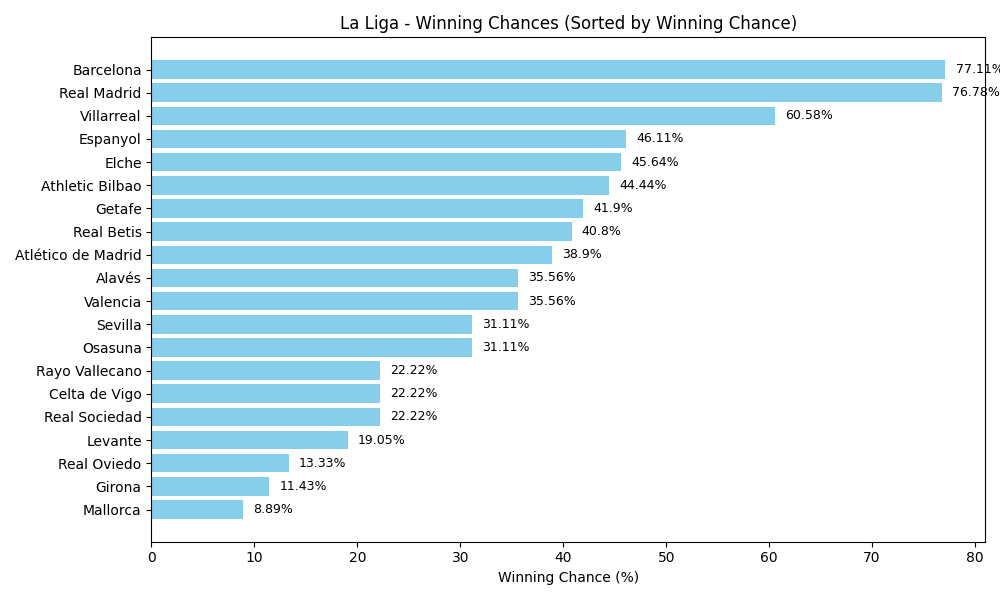 La Liga - Winning Chances (Sorted by Winning Chance)
Barcelona 77.11%
Real Madrid 76.78%
Villarreal 60.58%
Espanyol 46.11%
Elche 45.64%
Athletic Bilbao 44.44%
Getafe 41.9%
Real Betis 40.8%
Atlético de Madrid 38.9%
Alavés 35.56%
Valencia 35.56%
Sevilla 31.11%
Osasuna 31.11%
Rayo Vallecano 22.22%
Celta de Vigo 22.22%
Real Sociedad 22.22%
Levante 19.05%
Real Oviedo 13.33%
Girona 11.43%
Mallorca 8.89%
0 10 20 30 40 50 60 70 80
Winning Chance (%)